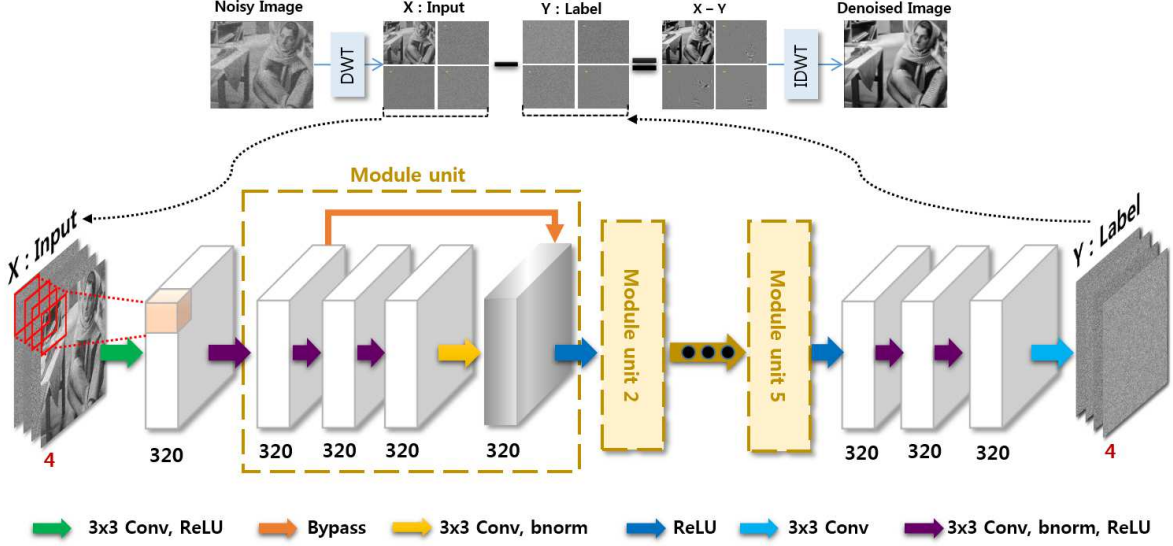 Noisy Image
X : Input
Y : Label
X – Y
Denoised Image
DWT
IDWT
Module unit
X : Input
Y : Label
Module unit 2
Module unit 5
4
320
320
320
320
320
320
320
320
4
3x3 Conv, ReLU
Bypass
3x3 Conv, bnorm
ReLU
3x3 Conv
3x3 Conv, bnorm, ReLU